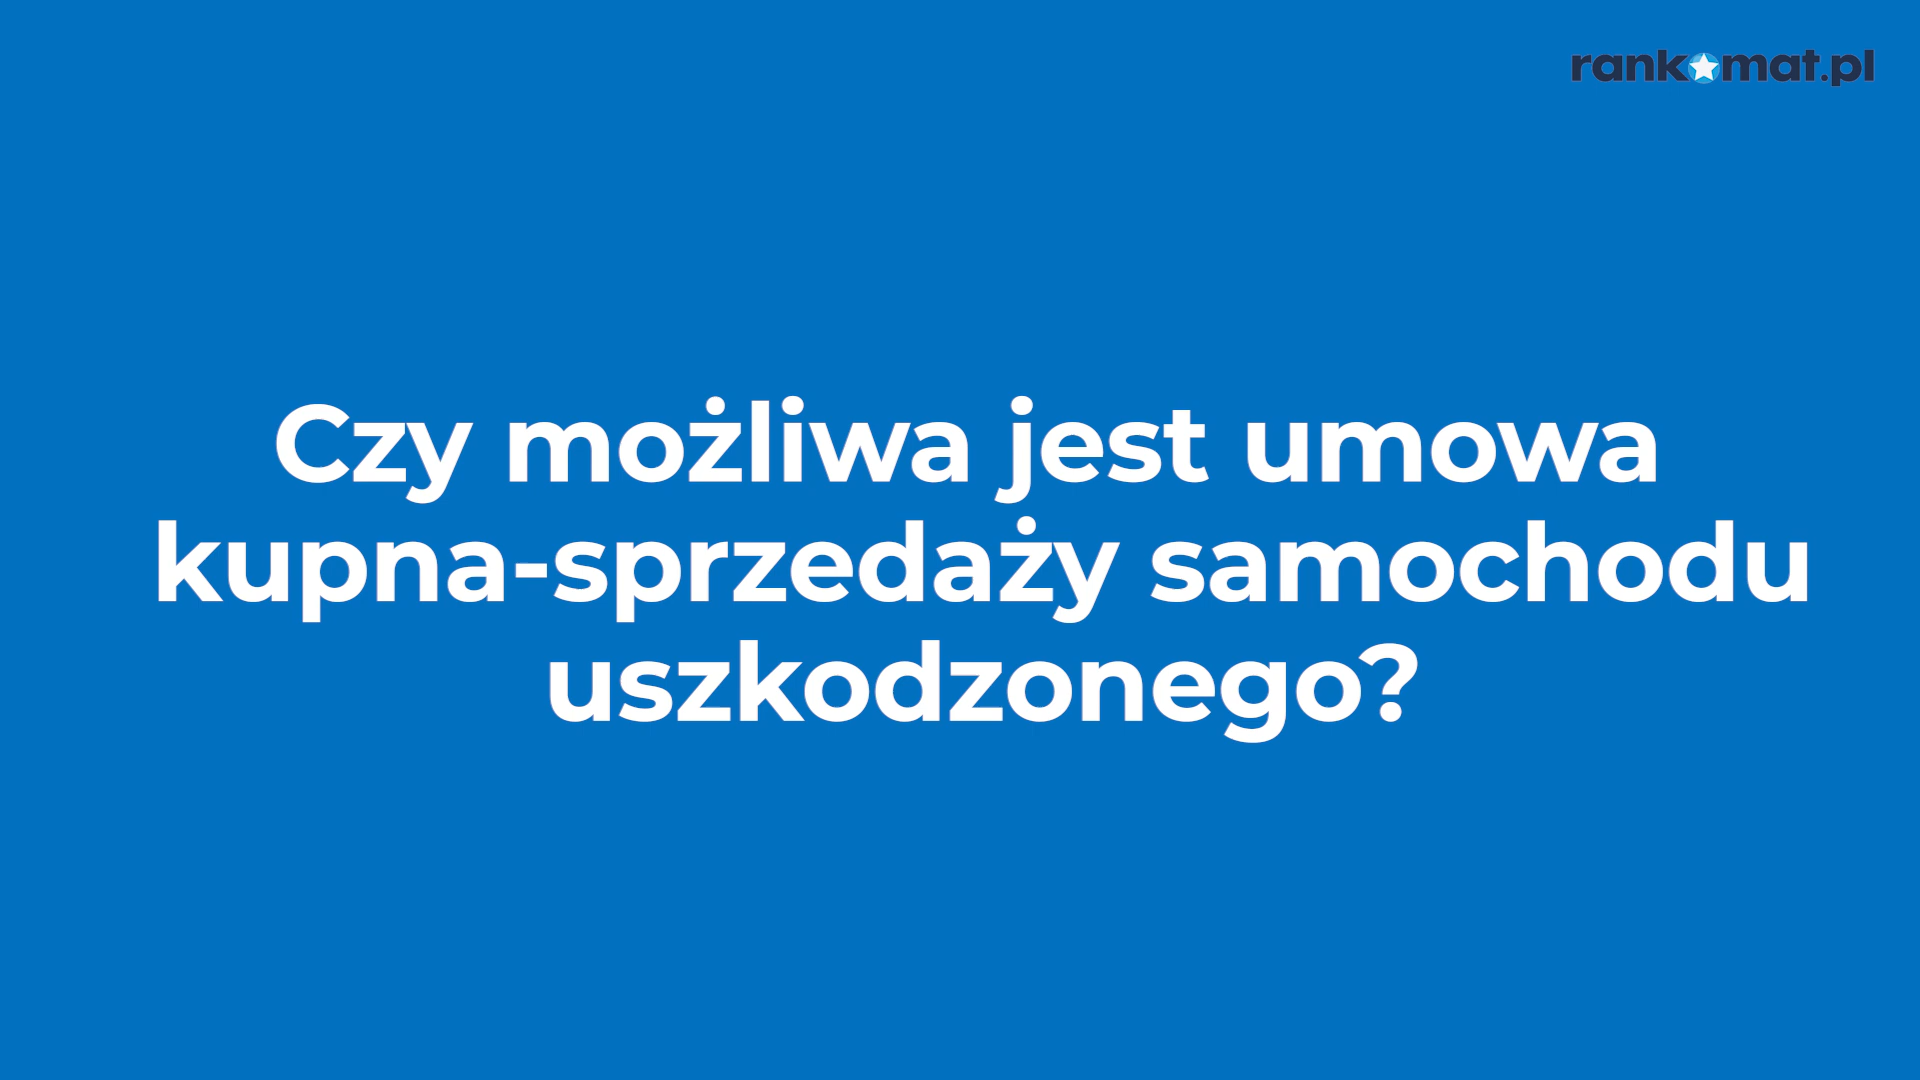 rankomat.pl
Czy możliwa jest umowa
kupna-sprzedaży samochodu
uszkodzonego?